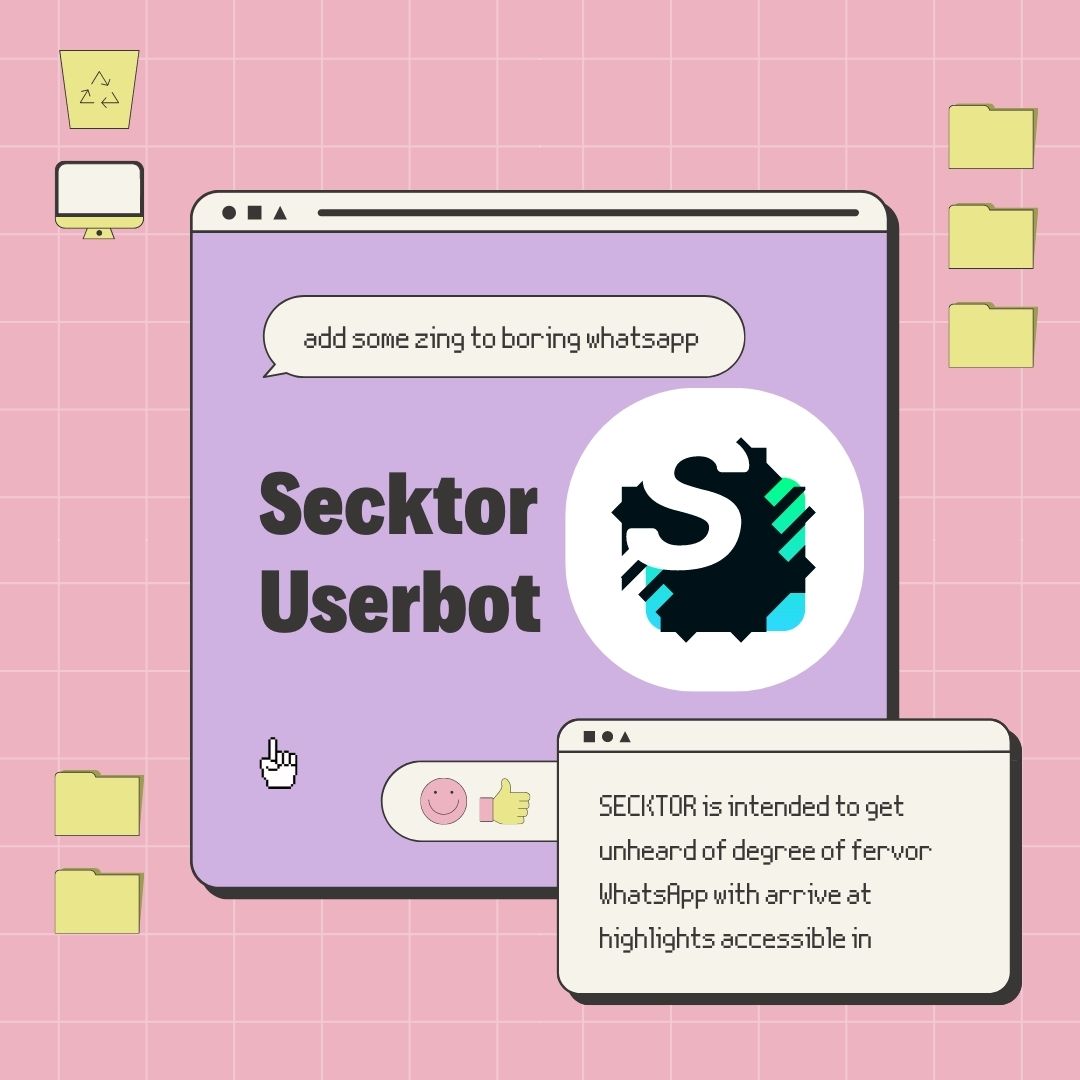 add some zing to boring whatsapp
Secktor
Userbot
S
SECKTOR is intended to get
unheard of degree of fervor
WhatsApp with arrive at
highlights accessible in